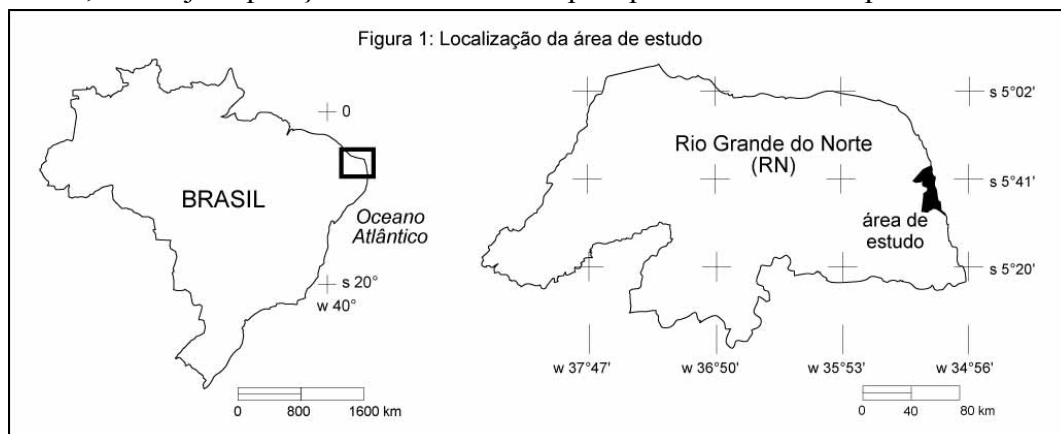 Figura 1: Localização da área de estudo
0
BRASIL
Oceano
Atlântico
s 20°
w 40°
0 800 1600 km
Rio Grande do Norte
(RN)
área de
estudo
s 5°02'
s 5°41'
s 5°20'
w 37°47' w 36°50' w 35°53' w 34°56'
0 40 80 km